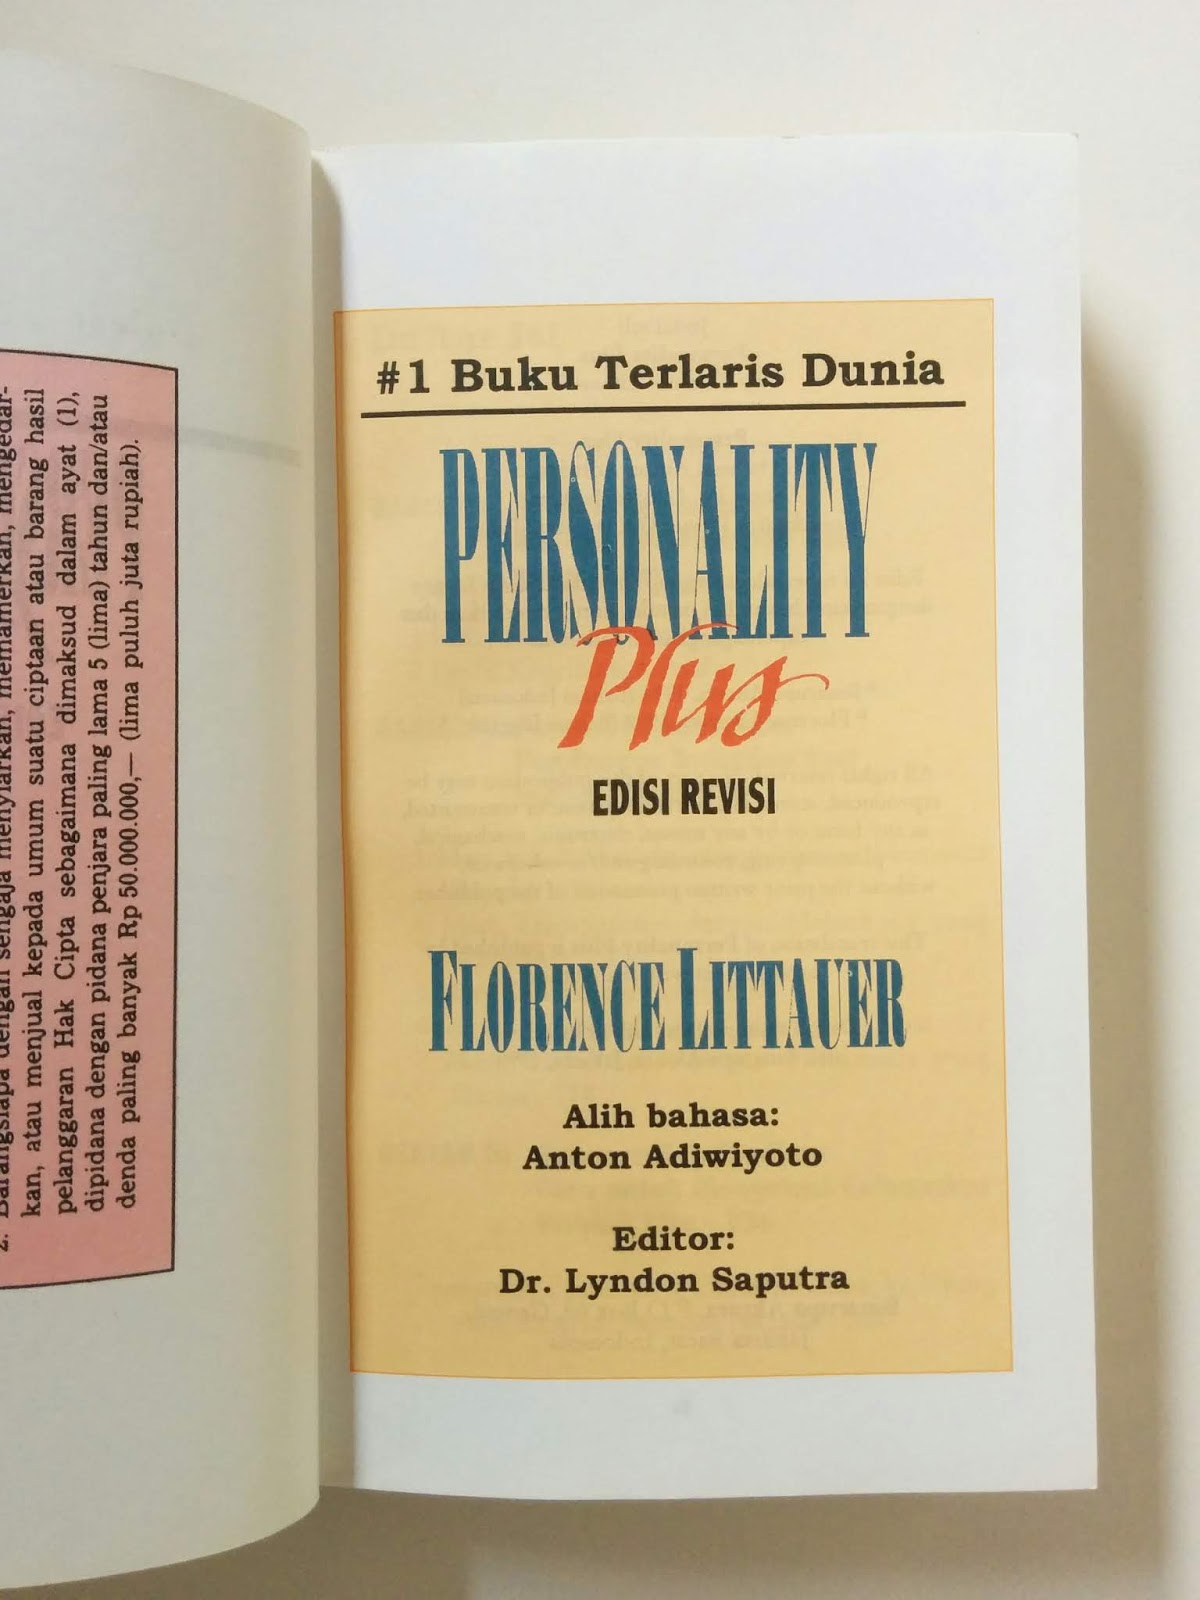 2. Barangsiapa dengan sengaja menyiarkan, memamerkan, mengedar-
kan, atau menjual kepada umum suatu ciptaan atau barang hasil
pelanggaran Hak Cipta sebagaimana dimaksud dalam ayat (1),
dipidana dengan pidana penjara paling lama 5 (lima) tahun dan/atau
denda paling banyak Rp 50.000.000,— (lima puluh juta rupiah).
#1 Buku Terlaris Dunia
PERSONALITY
Plus
EDISI REVISI
FLORENCE LITTAUER
Alih bahasa:
Anton Adiwiyoto
Editor:
Dr. Lyndon Saputra